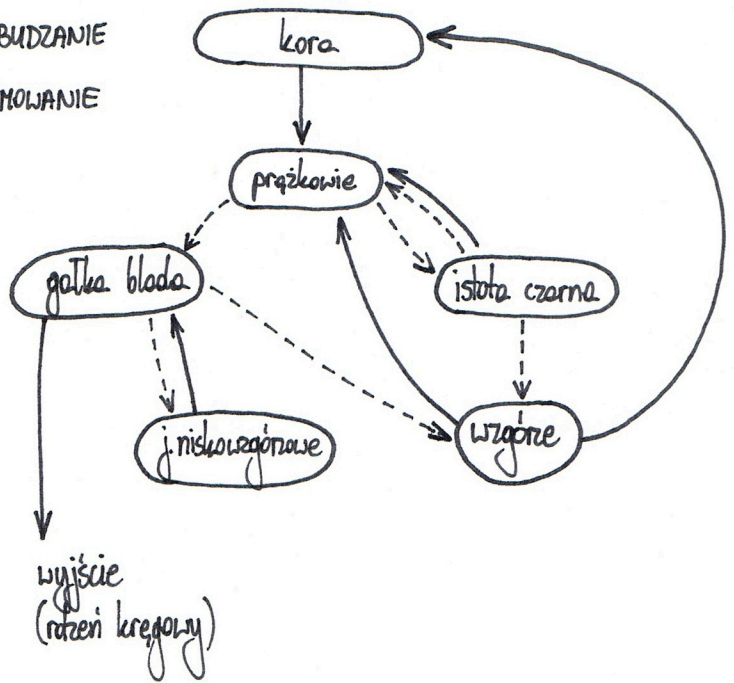 BUDZANIE
kora
MOWANIE
prążkowie
gałka blada
istota czarna
j. niskowzgórzowe
wzgórze
wyjście
(rdzeń kręgowy)